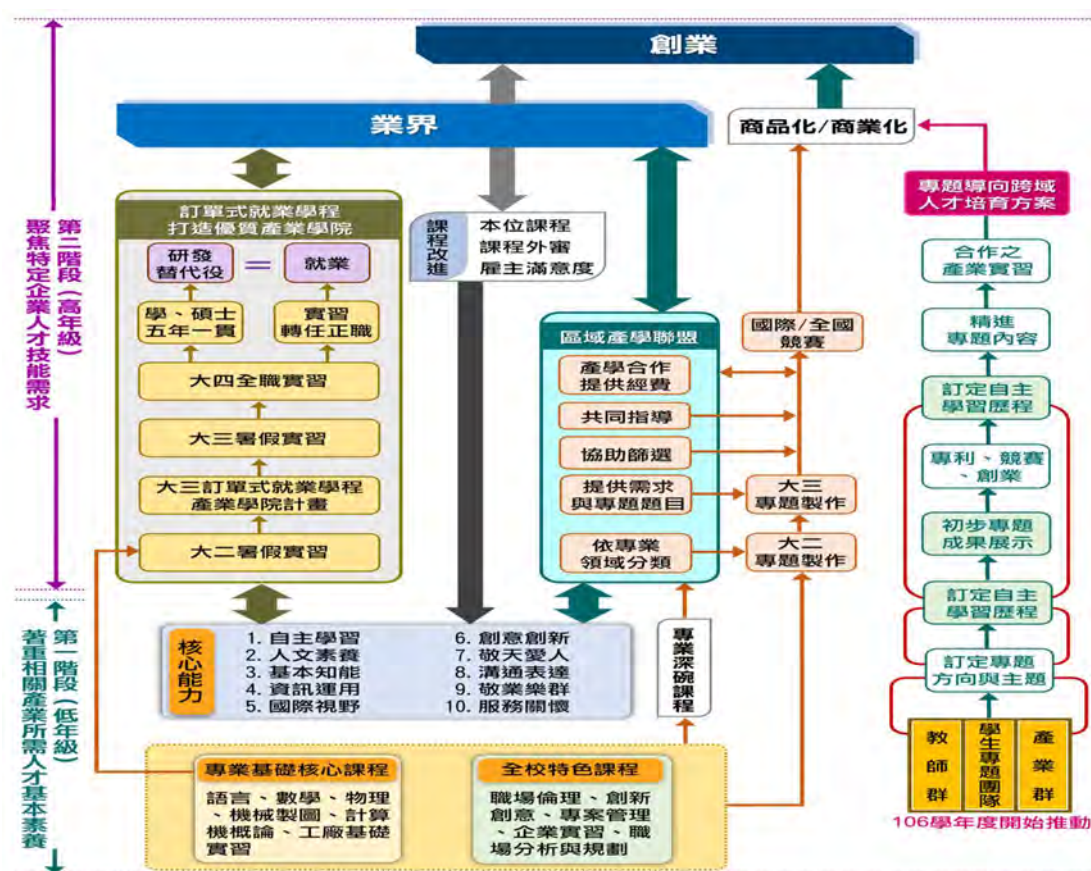 創業
業界
商品化/商業化
第二階段（高年級）
聚焦特定企業人才技能需求
訂單式就業學程
打造優質產業學院
研發
替代役
=
就業
學、碩士
五年一貫
實習
轉任正職
大四全職實習
大三暑假實習
大三訂單式就業學程
產業學院計畫
大二暑假實習
課程改進
本位課程
課程外審
雇主滿意度
區域產學聯盟
產學合作
提供經費
共同指導
協助篩選
提供需求
與專題題目
依專業
領域分類
國際/全國
競賽
大三
專題製作
大二
專題製作
專題導向跨域
人才培育方案
合作之
產業實習
精進
專題內容
訂定自主
學習歷程
專利、競賽
、創業
初步專題
成果展示
訂定自主
學習歷程
訂定專題
方向與主題
教師群
學生專題團隊
產業群
106學年度開始推動
第一階段（低年級）
著重相關產業所需人才基本素養
核心能力
1. 自主學習
2. 人文素養
3. 基本知能
4. 資訊運用
5. 國際視野
6. 創意創新
7. 敬天愛人
8. 溝通表達
9. 敬業樂群
10. 服務關懷
專業深碗課程
專業基礎核心課程
語言、數學、物理
、機械製圖、計算
機概論、工廠基礎
實習
全校特色課程
職場倫理、創新
創意、專案管理
、企業實習、職
場分析與規劃